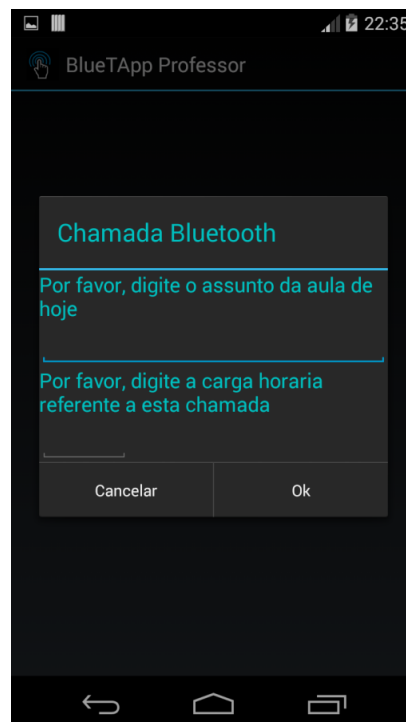 22:35
BlueTApp Professor
Chamada Bluetooth
Por favor, digite o assunto da aula de
hoje
Por favor, digite a carga horaria
referente a esta chamada
Cancelar
Ok